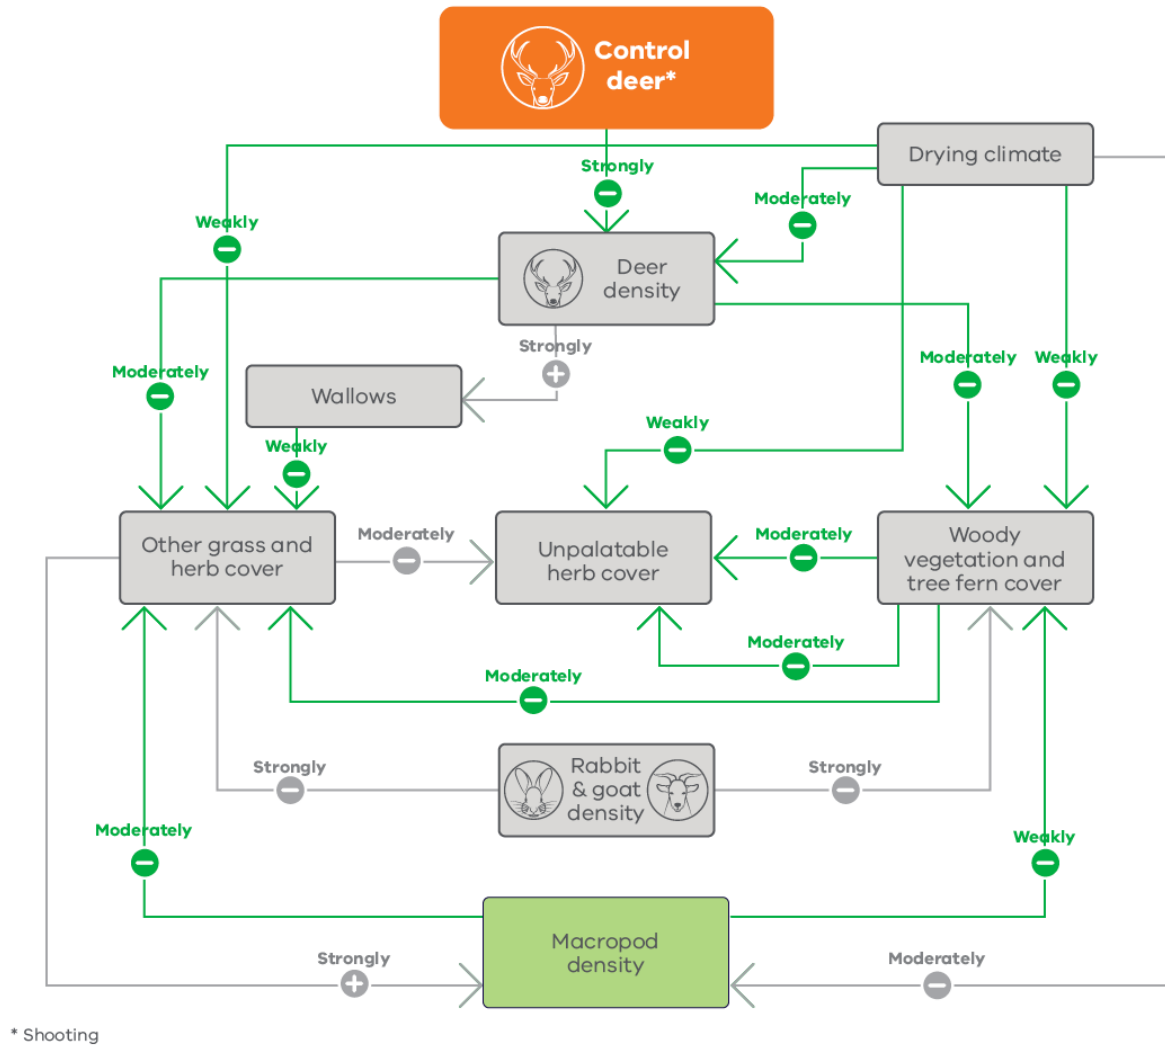 Control
deer*
Drying climate
Strongly
Moderately
Weakly
Deer
density
Strongly
Moderately
Moderately
Weakly
Wallows
Weakly
Weakly
Other grass and
herb cover
Moderately
Unpalatable
herb cover
Moderately
Woody
vegetation and
tree fern cover
Moderately
Moderately
Strongly
Rabbit
& goat
density
Strongly
Moderately
Weakly
Macropod
density
Strongly
Moderately
* Shooting